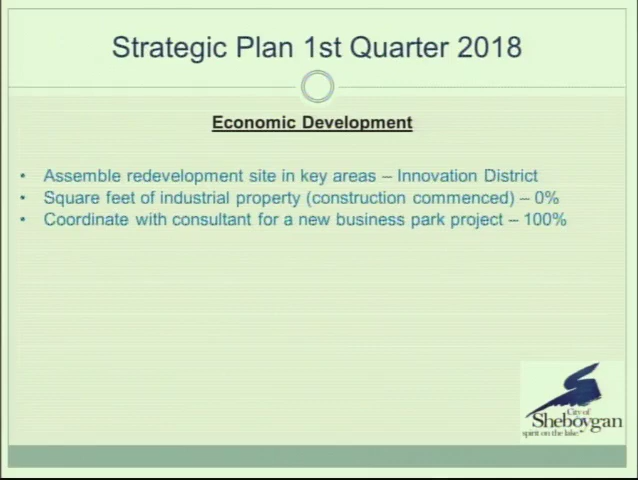 Strategic Plan 1st Quarter 2018
Economic Development
• Assemble redevelopment site in key areas – Innovation District
• Square feet of industrial property (construction commenced) – 0%
• Coordinate with consultant for a new business park project – 100%
City of
Sheboygan
spirit on the lake